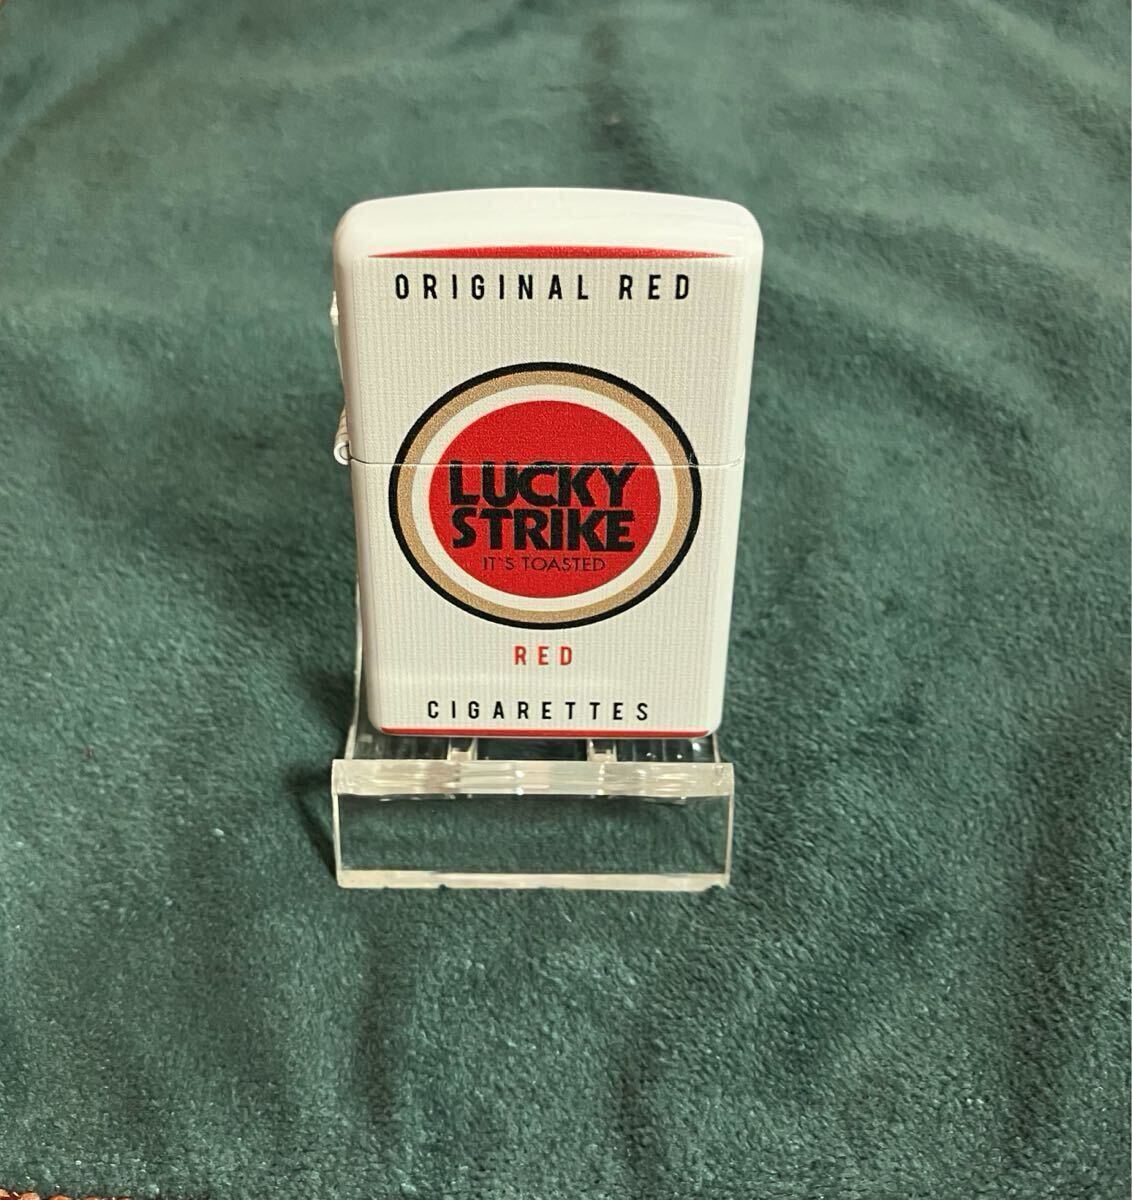 ORIGINAL RED
LUCKY
STRIKE
IT`S TOASTED
RED
CIGARETTES